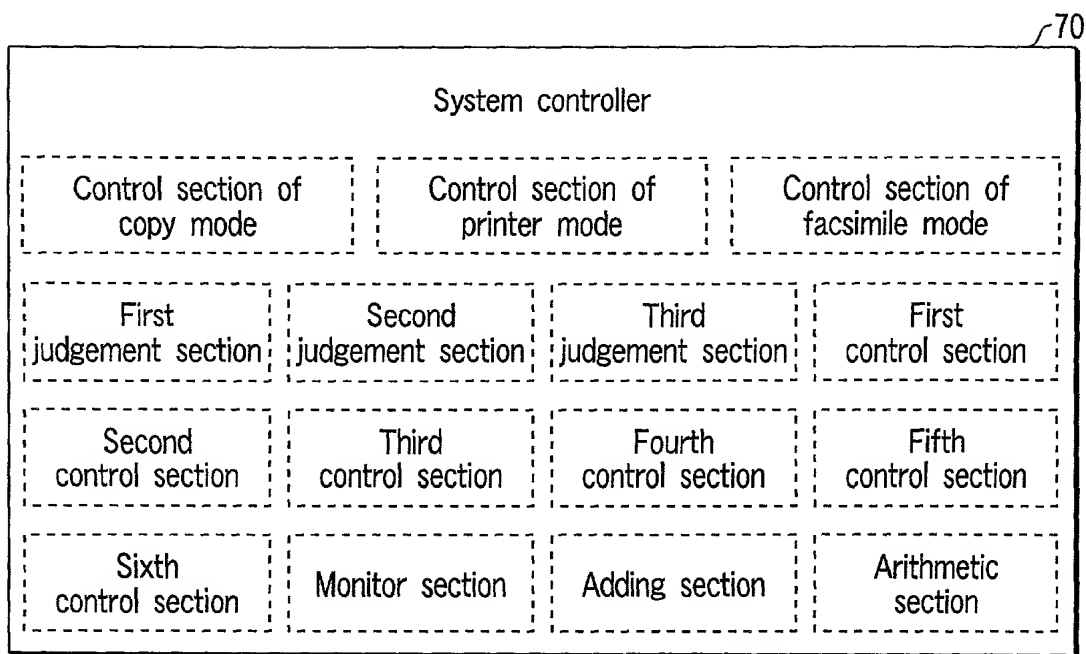 70
System controller
Control section of
copy mode
Control section of
printer mode
Control section of
facsimile mode
First
judgement section
Second
judgement section
Third
judgement section
First
control section
Second
control section
Third
control section
Fourth
control section
Fifth
control section
Sixth
control section
Monitor section
Adding section
Arithmetic
section